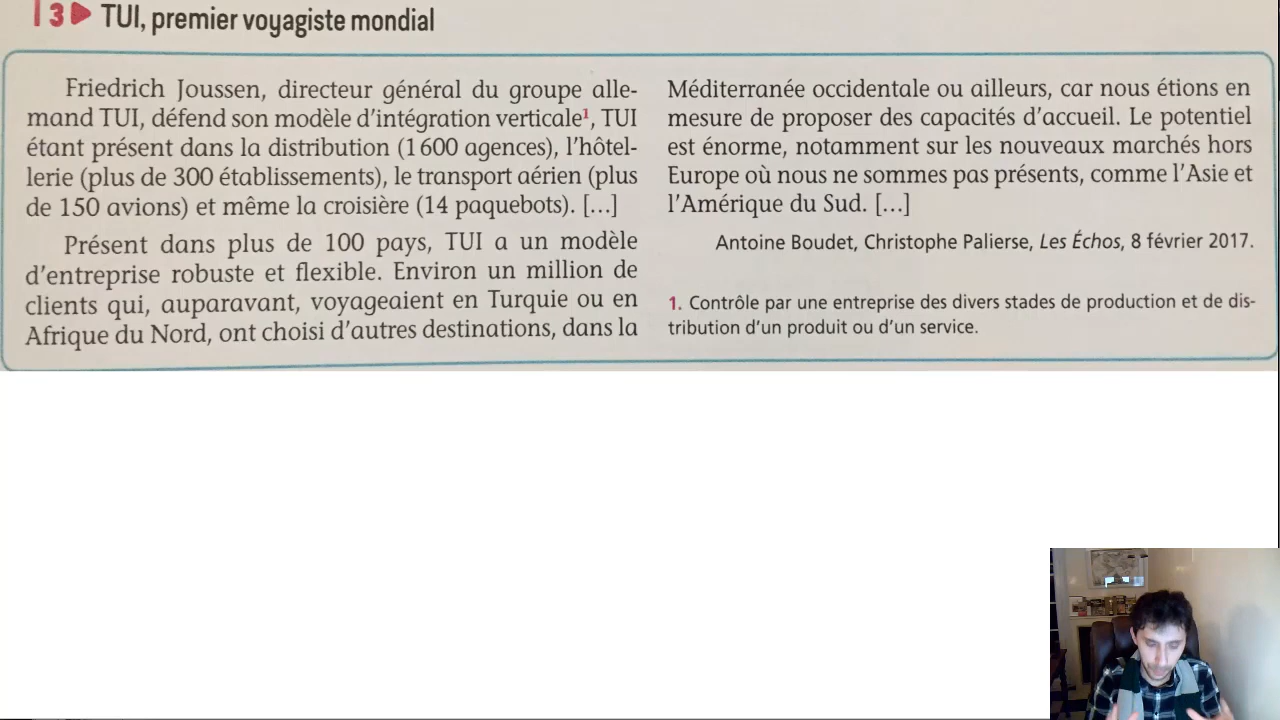 3 TUI, premier voyagiste mondial
Friedrich Joussen, directeur général du groupe alle-
mand TUI, défend son modèle d'intégration verticale¹, TUI
étant présent dans la distribution (1 600 agences), l'hôtel-
lerie (plus de 300 établissements), le transport aérien (plus
de 150 avions) et même la croisière (14 paquebots). [...]
Présent dans plus de 100 pays, TUI a un modèle
d'entreprise robuste et flexible. Environ un million de
clients qui, auparavant, voyageaient en Turquie ou en
Afrique du Nord, ont choisi d'autres destinations, dans la
Méditerranée occidentale ou ailleurs, car nous étions en
mesure de proposer des capacités d'accueil. Le potentiel
est énorme, notamment sur les nouveaux marchés hors
Europe où nous ne sommes pas présents, comme l'Asie et
l'Amérique du Sud. [...]
Antoine Boudet, Christophe Palierse, Les Échos, 8 février 2017.
1. Contrôle par une entreprise des divers stades de production et de dis-
tribution d'un produit ou d'un service.